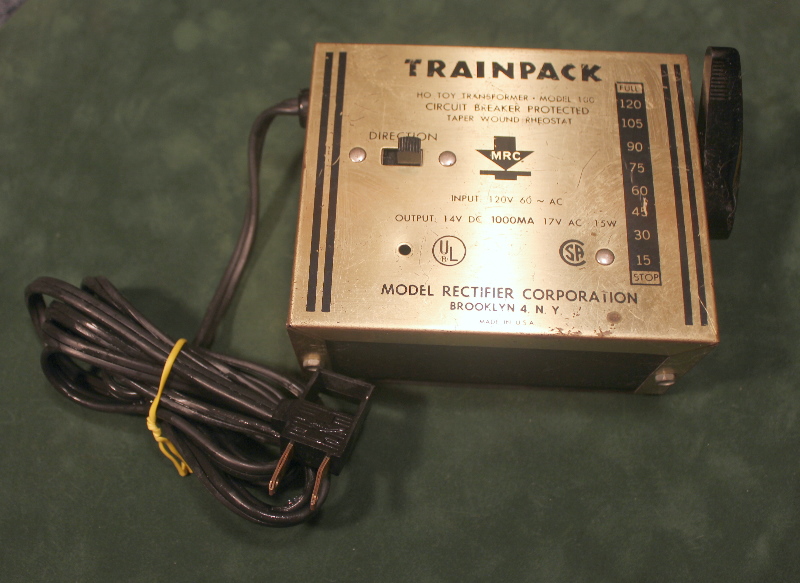 TRAINPACK
HO TOY TRANSFORMER • MODEL 100
CIRCUIT BREAKER PROTECTED
TAPER WOUND RHEOSTAT
DIRECTION
MRC
INPUT 120V 60 ~ AC
OUTPUT 14V DC 1000MA 17V AC 15W
UL
SA
MODEL RECTIFIER CORPORATION
BROOKLYN 4, N.Y.
MADE IN U.S.A.
FULL
120
105
90
75
60
45
30
15
STOP